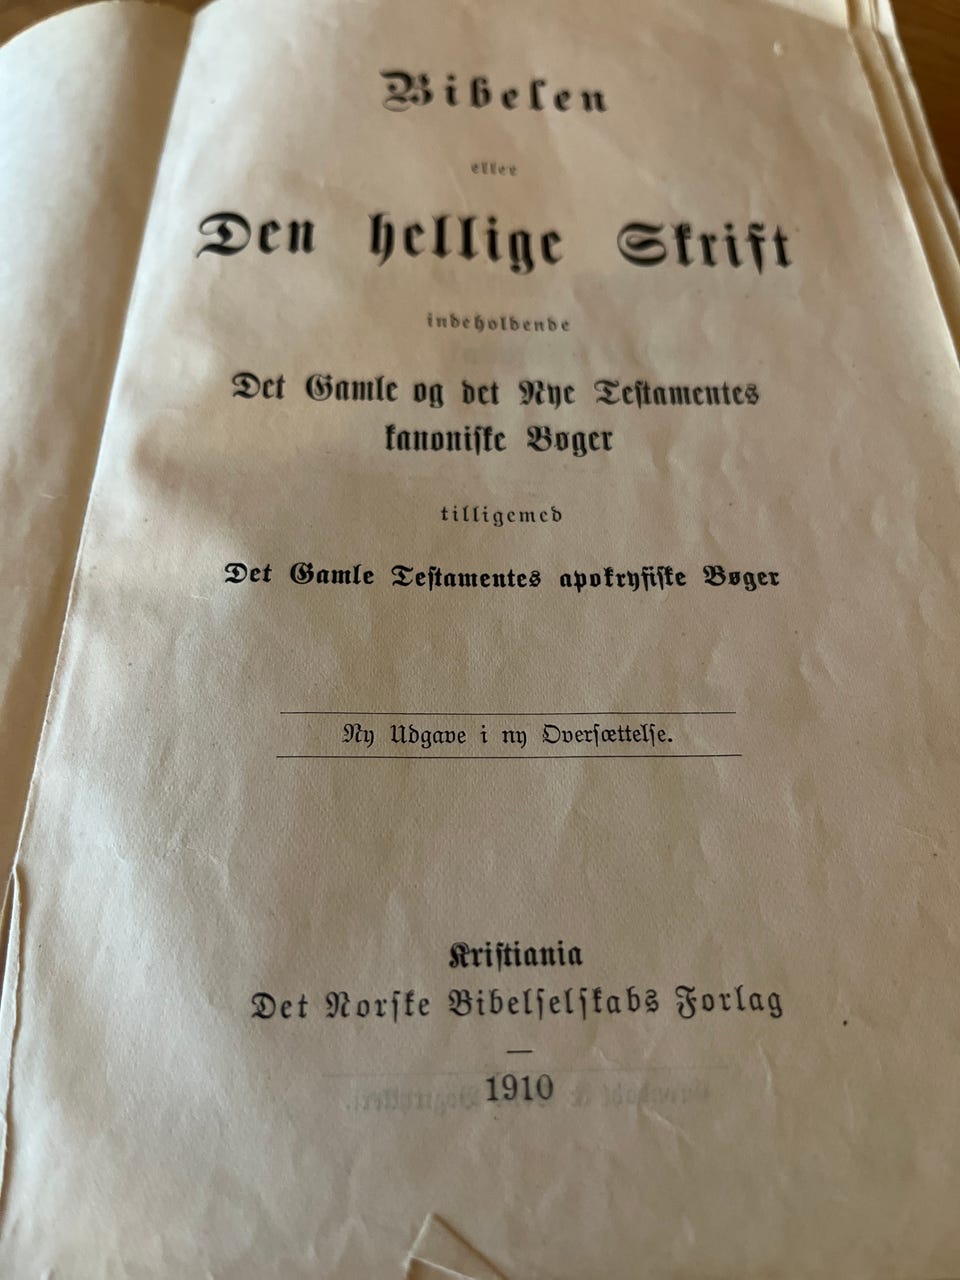 Bibelen
eller
Den hellige Skrift
indeholdende
Det Gamle og det Nye Testamentes
kanoniske Bøger
tilligemed
Det Gamle Testamentes apokryfiske Bøger
Ny Udgave i ny Oversættelse.
Kristiania
Det Norske Bibelselskabs Forlag
—
1910